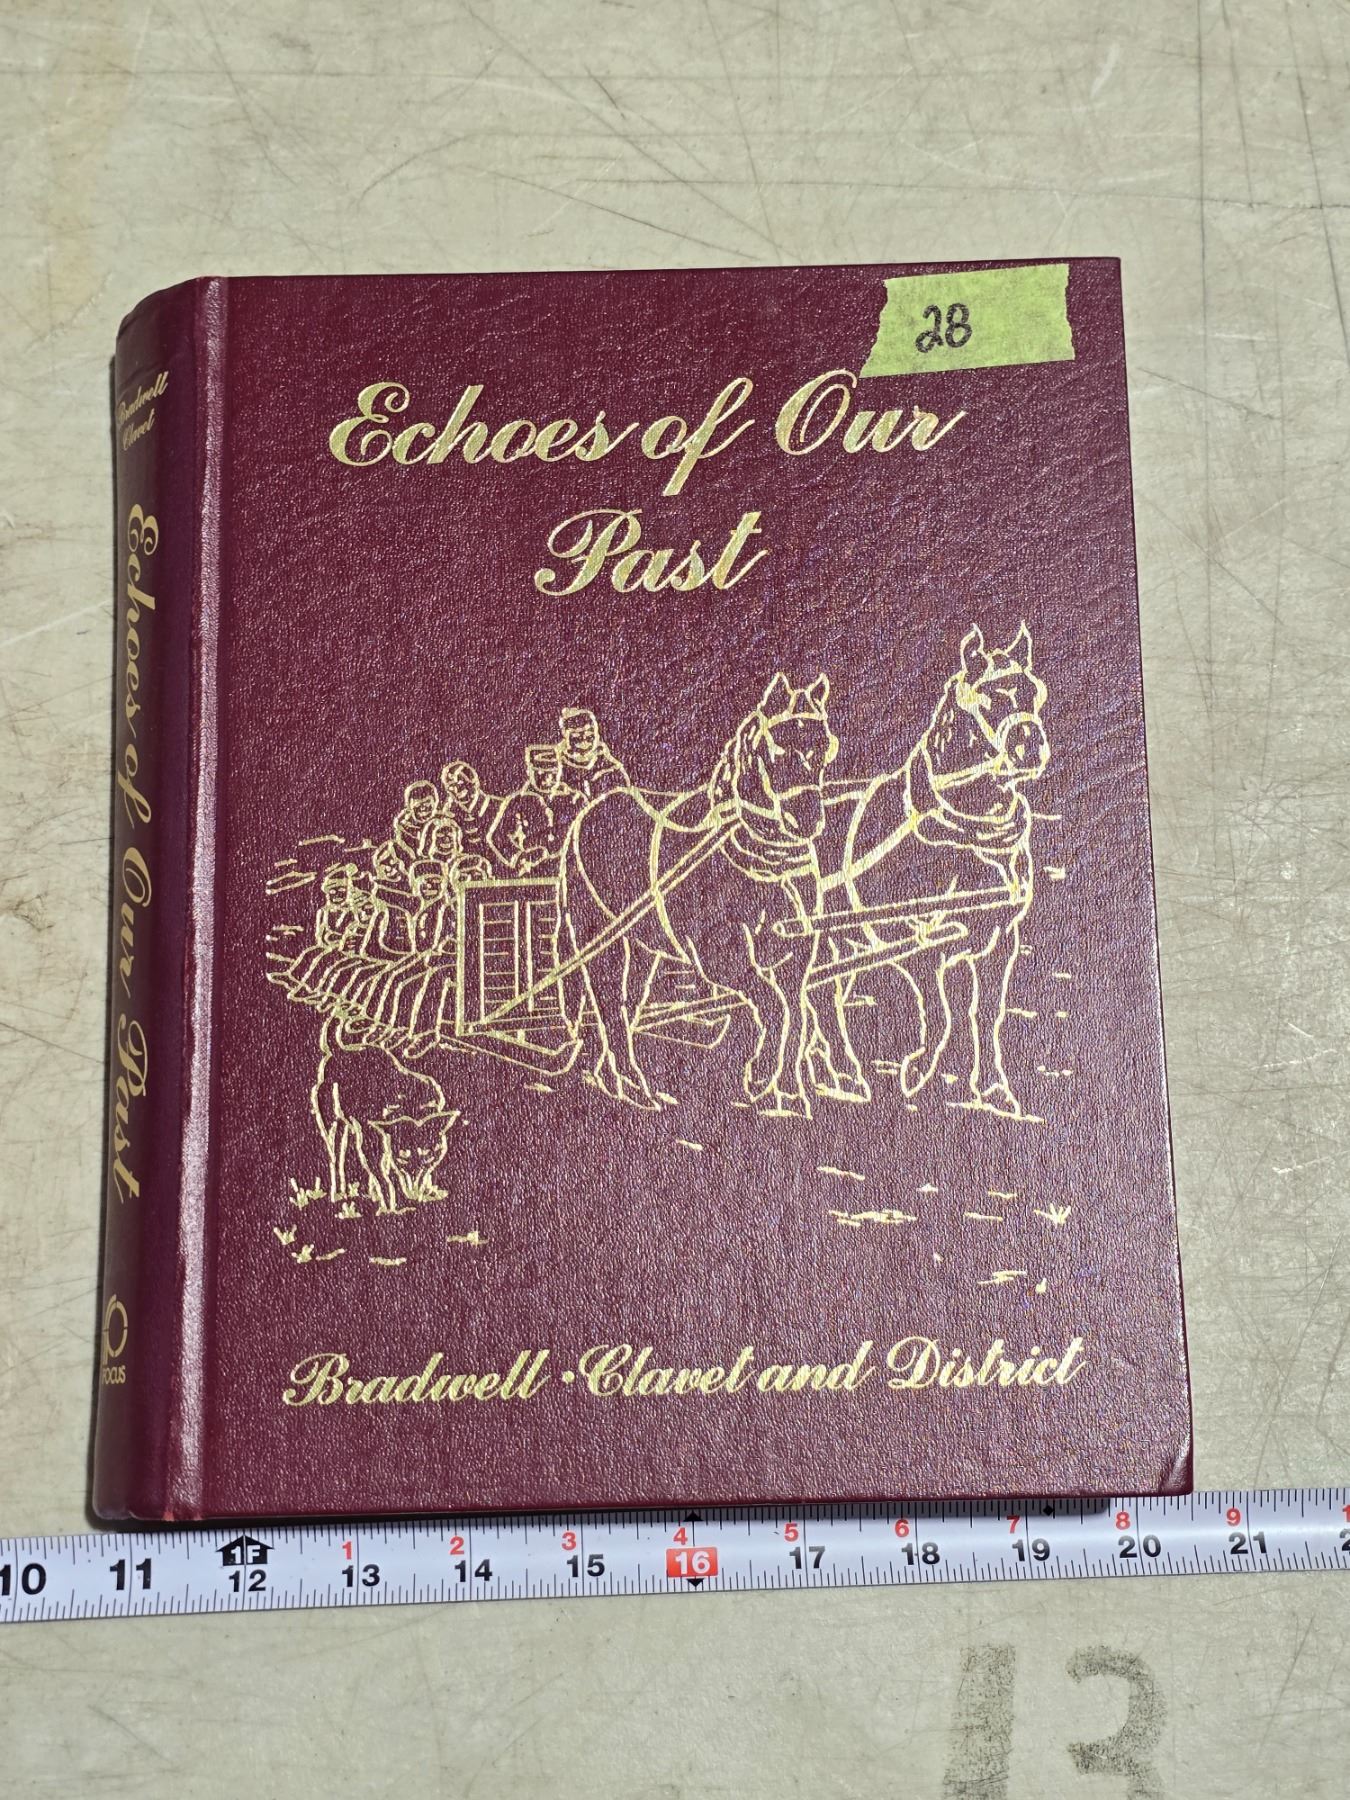 28
Echoes of Our
Past
Bradwell • Clavet and District
Bradwell
Clavet
Echoes of Our Past
FOCUS
1 2 3 4 5 6 7 8 9
10 11 1F 12 13 14 15 16 17 18 19 20 21
13